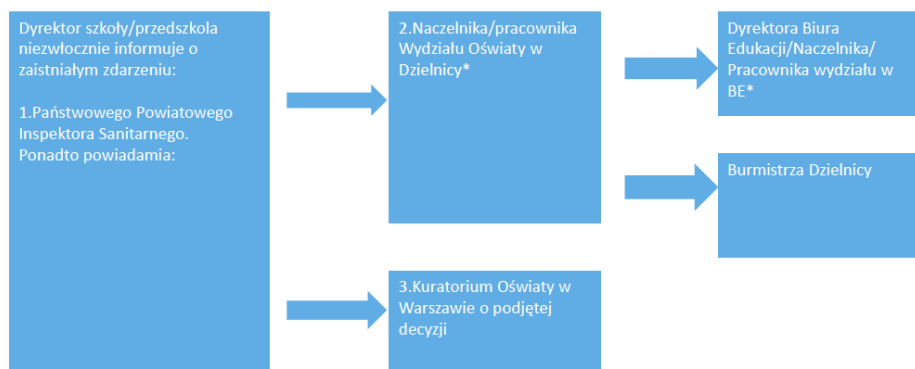 Dyrektor szkoły/przedszkola
niezwłocznie informuje o
zaistniałym zdarzeniu:
1.Państwowego Powiatowego
Inspektora Sanitarnego.
Ponadto powiadamia:
2.Naczelnika/pracownika
Wydziału Oświaty w
Dzielnicy*
Dyrektora Biura
Edukacji/Naczelnika/
Pracownika wydziału w
BE*
Burmistrza Dzielnicy
3.Kuratorium Oświaty w
Warszawie o podjętej
decyzji